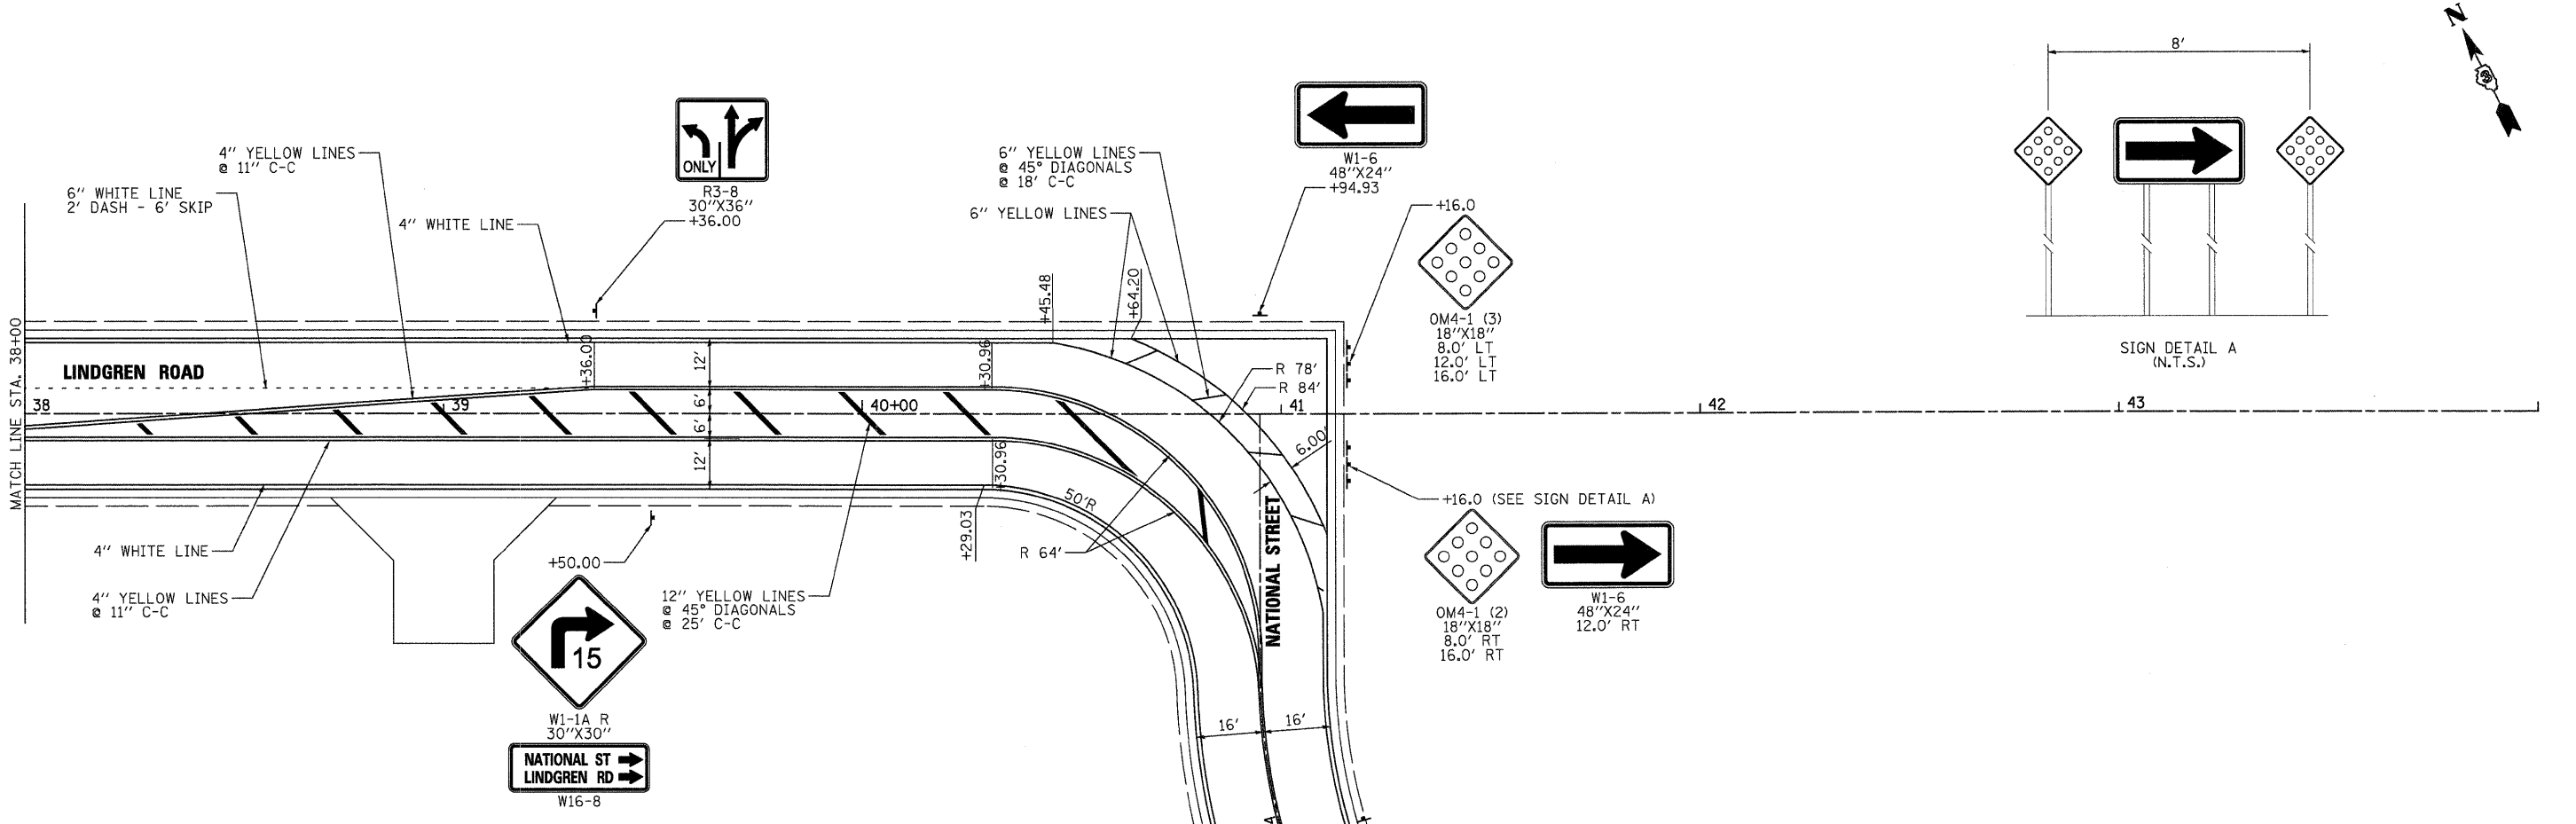 N
3
8'
ONLY
R3-8
30"X36"
+36.00
W1-6
48"X24"
+94.93
4" YELLOW LINES
@ 11" C-C
6" WHITE LINE
2' DASH - 6' SKIP
4" WHITE LINE
6" YELLOW LINES
@ 45° DIAGONALS
@ 18' C-C
6" YELLOW LINES
+16.0
OM4-1 (3)
18"X18"
8.0' LT
12.0' LT
16.0' LT
SIGN DETAIL A
(N.T.S.)
+45.48
+64.20
+36.00
12'
+30.96
R 78'
R 84'
MATCH LINE STA. 38+00
LINDGREN ROAD
38
39
40+00
41
42
43
6'
6'
12'
+30.96
6.00'
50'R
+29.03
R 64'
NATIONAL STREET
+16.0 (SEE SIGN DETAIL A)
OM4-1 (2)
18"X18"
8.0' RT
16.0' RT
W1-6
48"X24"
12.0' RT
4" WHITE LINE
4" YELLOW LINES
@ 11" C-C
+50.00
12" YELLOW LINES
@ 45° DIAGONALS
@ 25' C-C
15
W1-1A R
30"X30"
NATIONAL ST
LINDGREN RD
W16-8
16'
16'